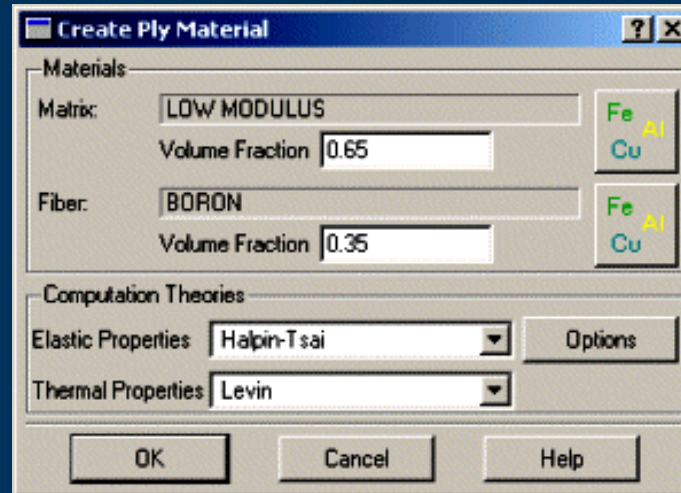 Create Ply Material
Materials
Matrix: LOW MODULUS
Volume Fraction 0.65
Fe Al Cu
Fiber: BORON
Volume Fraction 0.35
Fe Al Cu
Computation Theories
Elastic Properties Halpin-Tsai Options
Thermal Properties Levin
OK Cancel Help